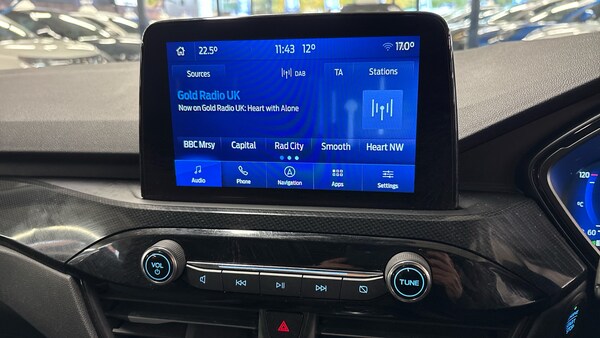 22.5° 11:43 12° 17.0°
Sources DAB TA Stations
Gold Radio UK
Now on Gold Radio UK: Heart with Alone
BBC Mrsy Capital Rad City Smooth Heart NW
Audio Phone Navigation Apps Settings
VOL TUNE
120
°C
60